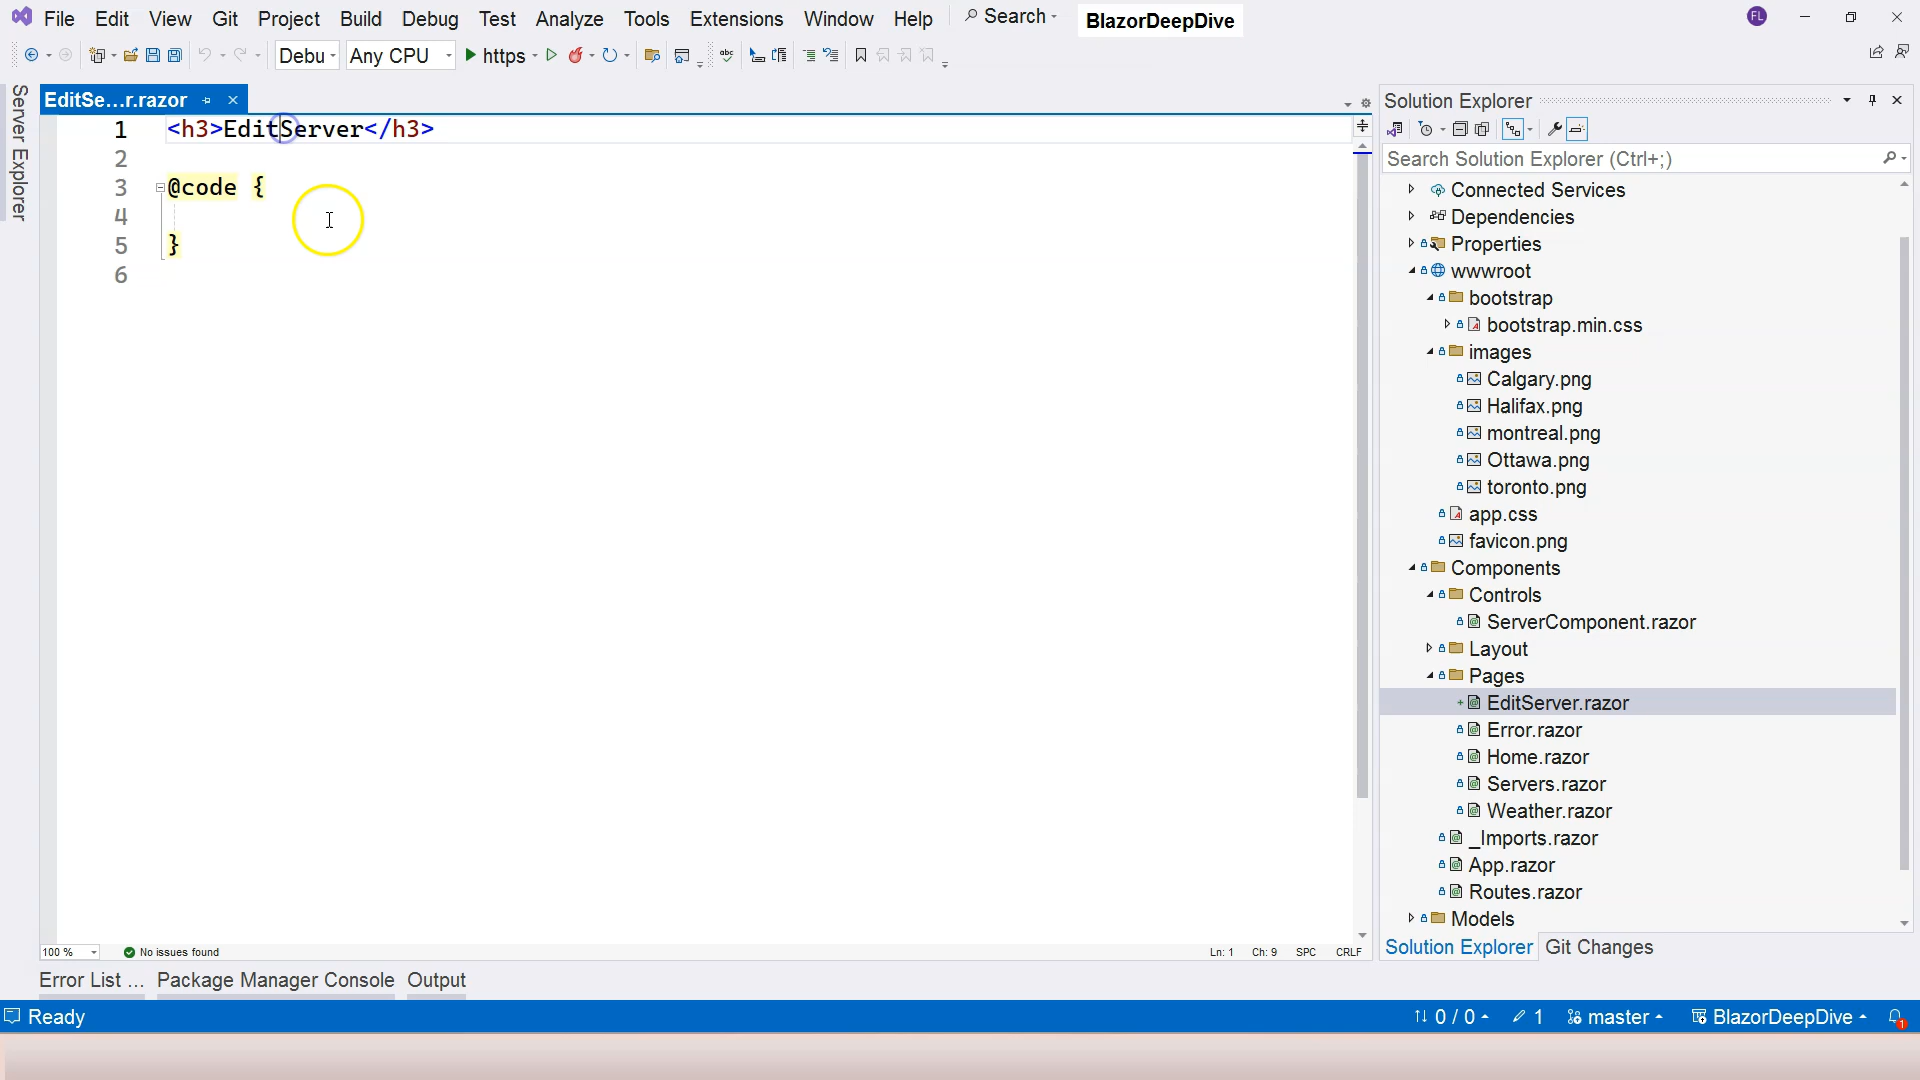 File Edit View Git Project Build Debug Test Analyze Tools Extensions Window Help Search BlazorDeepDive FL
Debu Any CPU https abc
Server Explorer
EditSe...r.razor
Solution Explorer
Search Solution Explorer (Ctrl+;)
1 <h3>EditServer</h3>
2
3 @code {
4
5 }
6
Connected Services
Dependencies
Properties
wwwroot
bootstrap
bootstrap.min.css
images
Calgary.png
Halifax.png
montreal.png
Ottawa.png
toronto.png
app.css
favicon.png
Components
Controls
ServerComponent.razor
Layout
Pages
EditServer.razor
Error.razor
Home.razor
Servers.razor
Weather.razor
_Imports.razor
App.razor
Routes.razor
Models
100 % No issues found Ln: 1 Ch: 9 SPC CRLF
Solution Explorer Git Changes
Error List ... Package Manager Console Output
Ready 0 / 0 1 master BlazorDeepDive 1